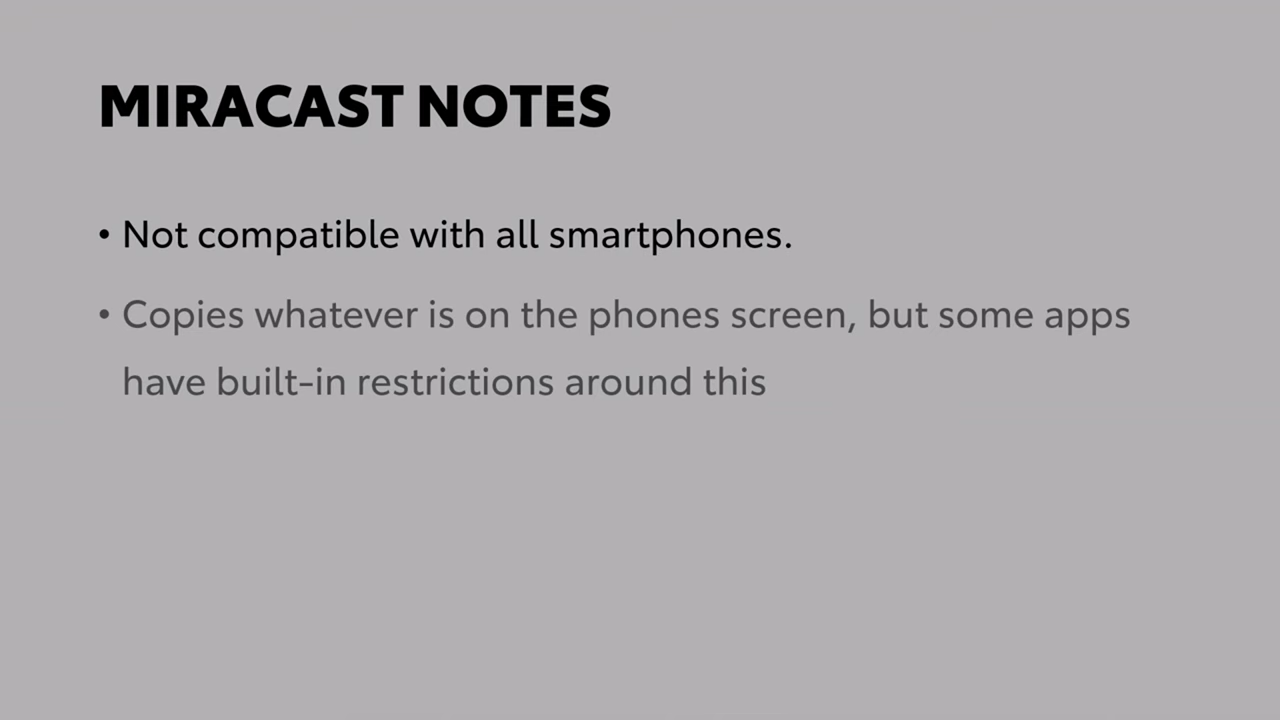 MIRACAST NOTES
• Not compatible with all smartphones.
• Copies whatever is on the phones screen, but some apps
have built-in restrictions around this